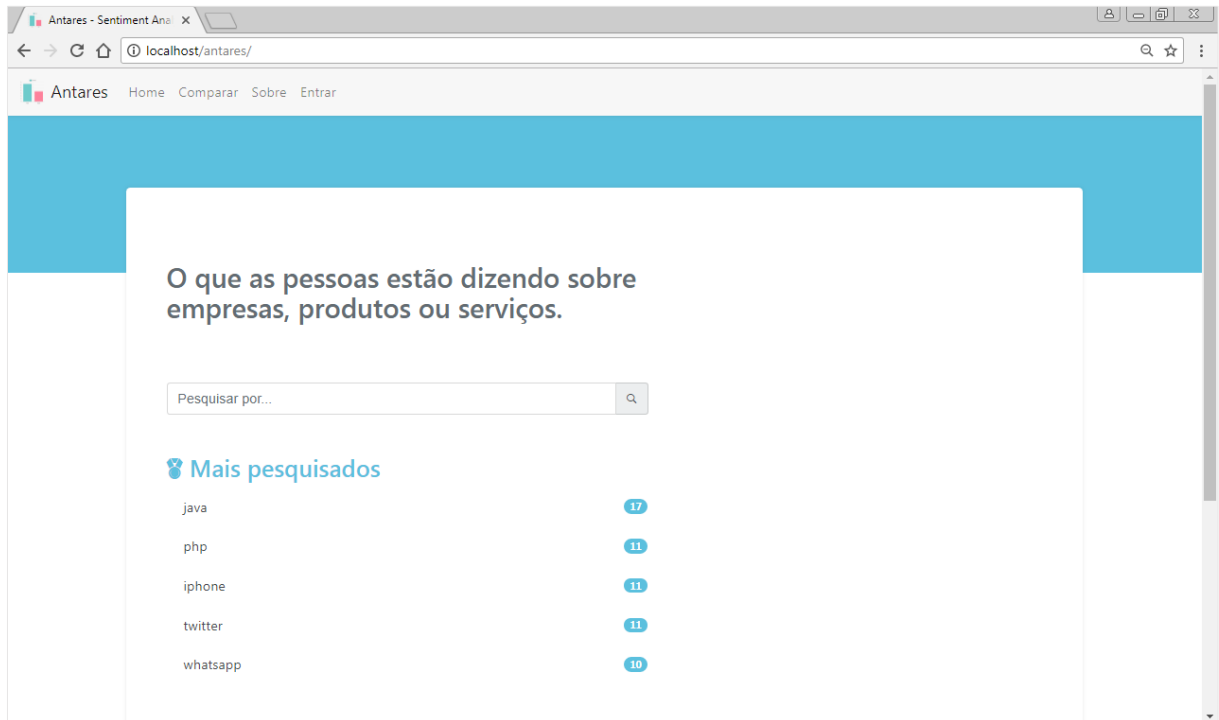 Antares - Sentiment Anal
localhost/antares/
Antares Home Comparar Sobre Entrar
O que as pessoas estão dizendo sobre
empresas, produtos ou serviços.
Pesquisar por...
Mais pesquisados
java 17
php 11
iphone 11
twitter 11
whatsapp 10